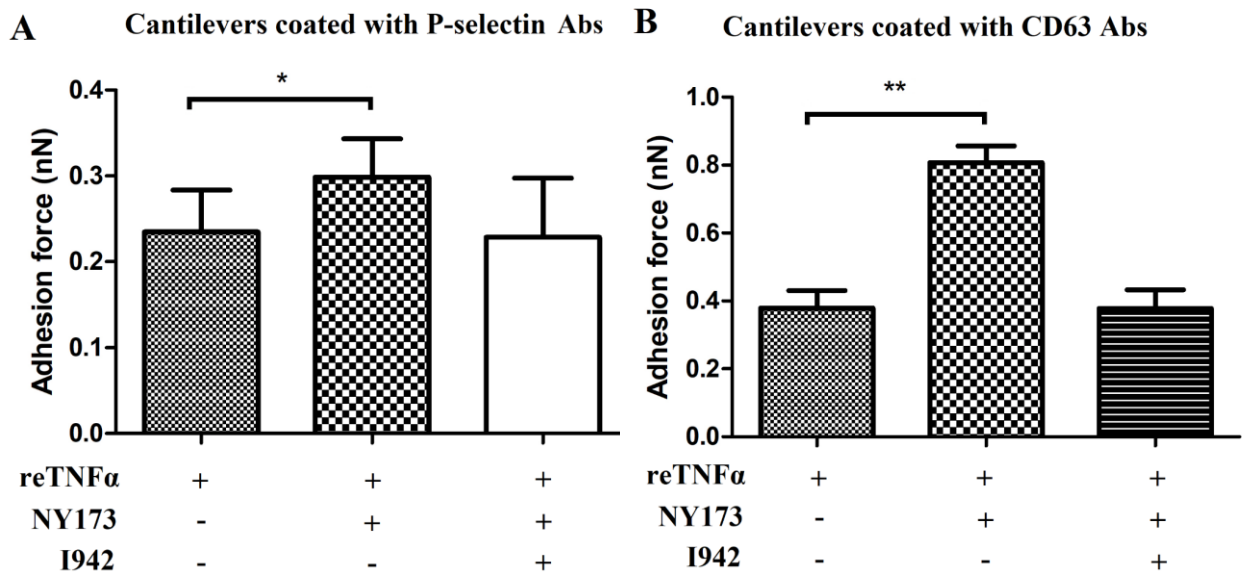 A
Cantilevers coated with P-selectin Abs
*
0.4
0.3
0.2
0.1
0.0
Adhesion force (nN)
reTNFα + + +
NY173 - + +
I942 - - +
B
Cantilevers coated with CD63 Abs
**
1.0
0.8
0.6
0.4
0.2
0.0
Adhesion force (nN)
reTNFα + + +
NY173 - + +
I942 - - +